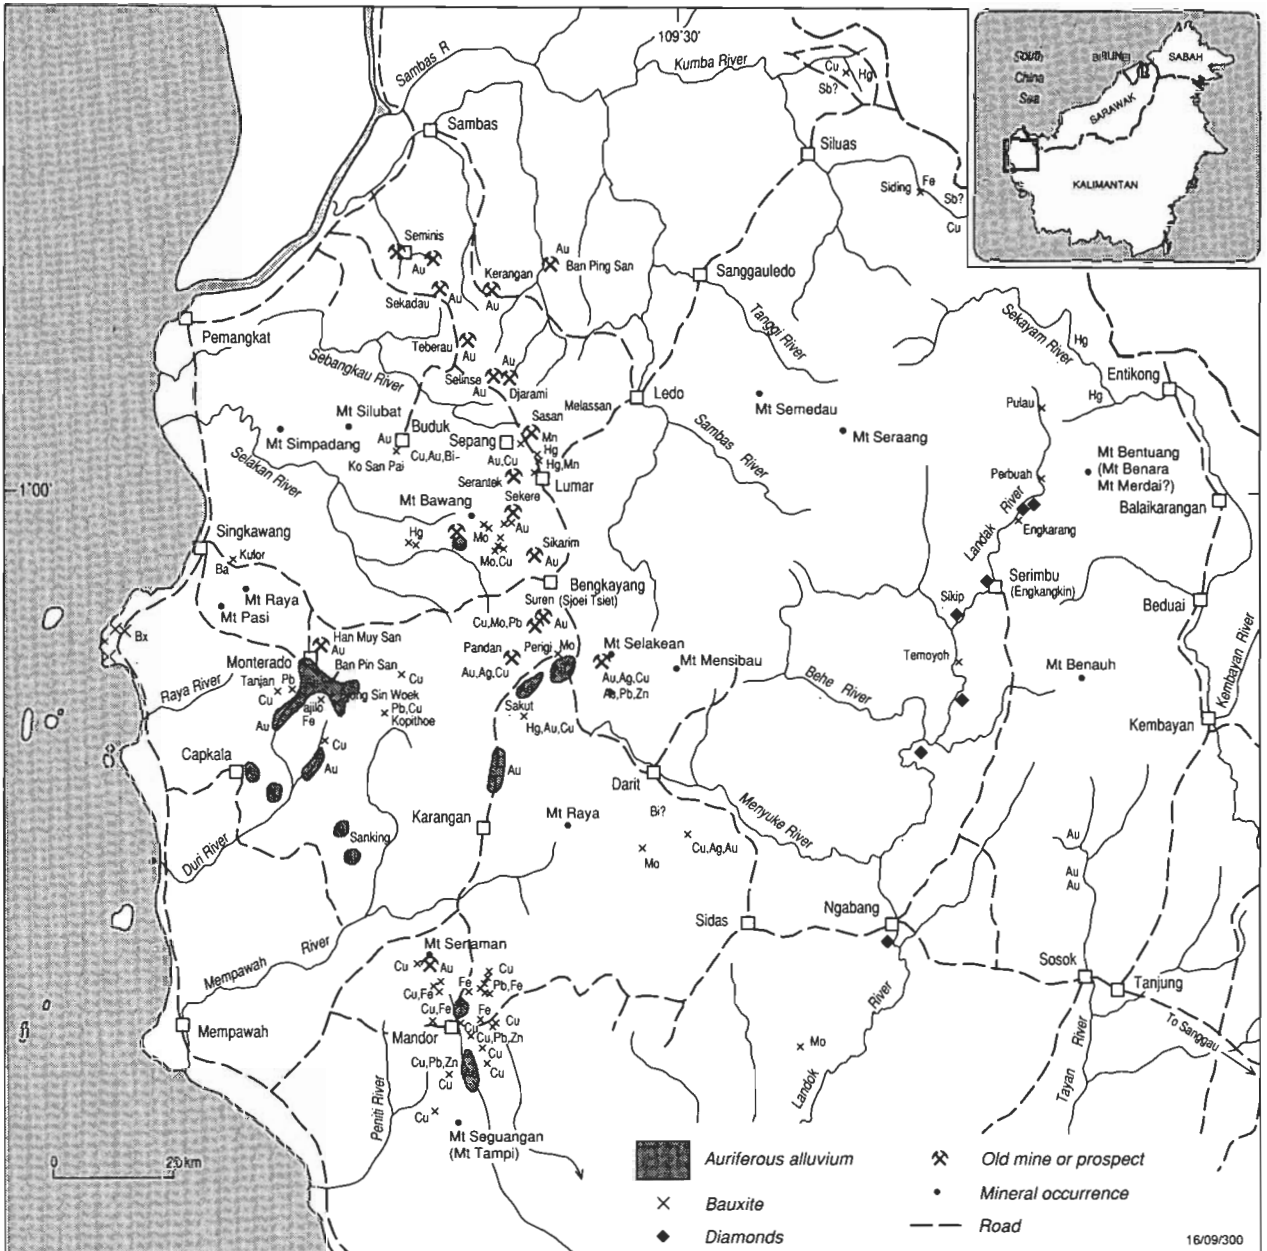 109°30'
Sambas R
Kumba River
Cu
Hg
Sb?
South
China
Sea
BRUNEI
SABAH
SARAWAK
KALIMANTAN
Sambas
Siluas
Siding
Fe
Sb?
Cu
Seminis
Au
Au
Ban Ping San
Kerangan
Au
Sekadau
Au
Sanggauledo
Tanggi River
Sekayam River
Hg
Pemangkat
Teberau
Au
Sebangkau River
Selinse
Au
Au
Djarami
Melassan
Ledo
Entikong
Hg
Mt Semedau
Mt Seraang
Pulau
Mt Silubat
Mt Simpadang
Buduk
Au
Ko San Pai
Cu,Au,Bi-
Sepang
Sasan
Mn
Hg
Au,Cu
Hg,Mn
Sambas River
Mt Bentuang
(Mt Benara
Mt Merdai?)
Selakan River
Serantek
Lumar
Perbuah
1°00'
Mt Bawang
Sekere
Au
Balaikarangan
Landak River
Engkarang
Singkawang
Hg
Mo
Mo,Cu
Sikarim
Au
Kulor
Ba
Bengkayang
Serimbu
(Engkangkin)
Mt Raya
Mt Pasi
Suren (Sjoei Tsiet)
Cu,Mo,Pb
Au
Sikip
Beduai
Bx
Han Muy San
Au
Monterado
Ban Pin San
Pandan
Perigi
Mo
Mt Selakean
Mt Mensibau
Temoyoh
Mt Benauh
Kembayan River
Tanjan
Pb
Cu
Cu
Au,Ag,Cu
Au,Ag,Cu
Pb,Zn
Raya River
Song Sin Woek
ajilo
Fe
Au
Pb,Cu
Kopithoe
Sakut
Hg,Au,Cu
Behe River
Kembayan
Capkala
Cu
Au
Au
Darit
Menyuke River
Karangan
Mt Raya
Bi?
Cu,Ag,Au
Mo
Duri River
Sanking
Au
Au
Au
Sidas
Ngabang
Mempawah River
Mt Sertaman
Cu
Au
Cu
Fe
Pb,Fe
Cu,Fe
Cu,Fe
Fe
Sosok
Tanjung
Mempawah
Mandor
Cu
Cu
Cu,Pb,Zn
Cu
Cu,Pb,Zn
Cu
Cu
Cu
Peniti River
Mo
Landok River
Tayan River
To Sanggau
Mt Seguangan
(Mt Tampi)
0 20km
Auriferous alluvium
Bauxite
Diamonds
Old mine or prospect
Mineral occurrence
Road
16/09/300